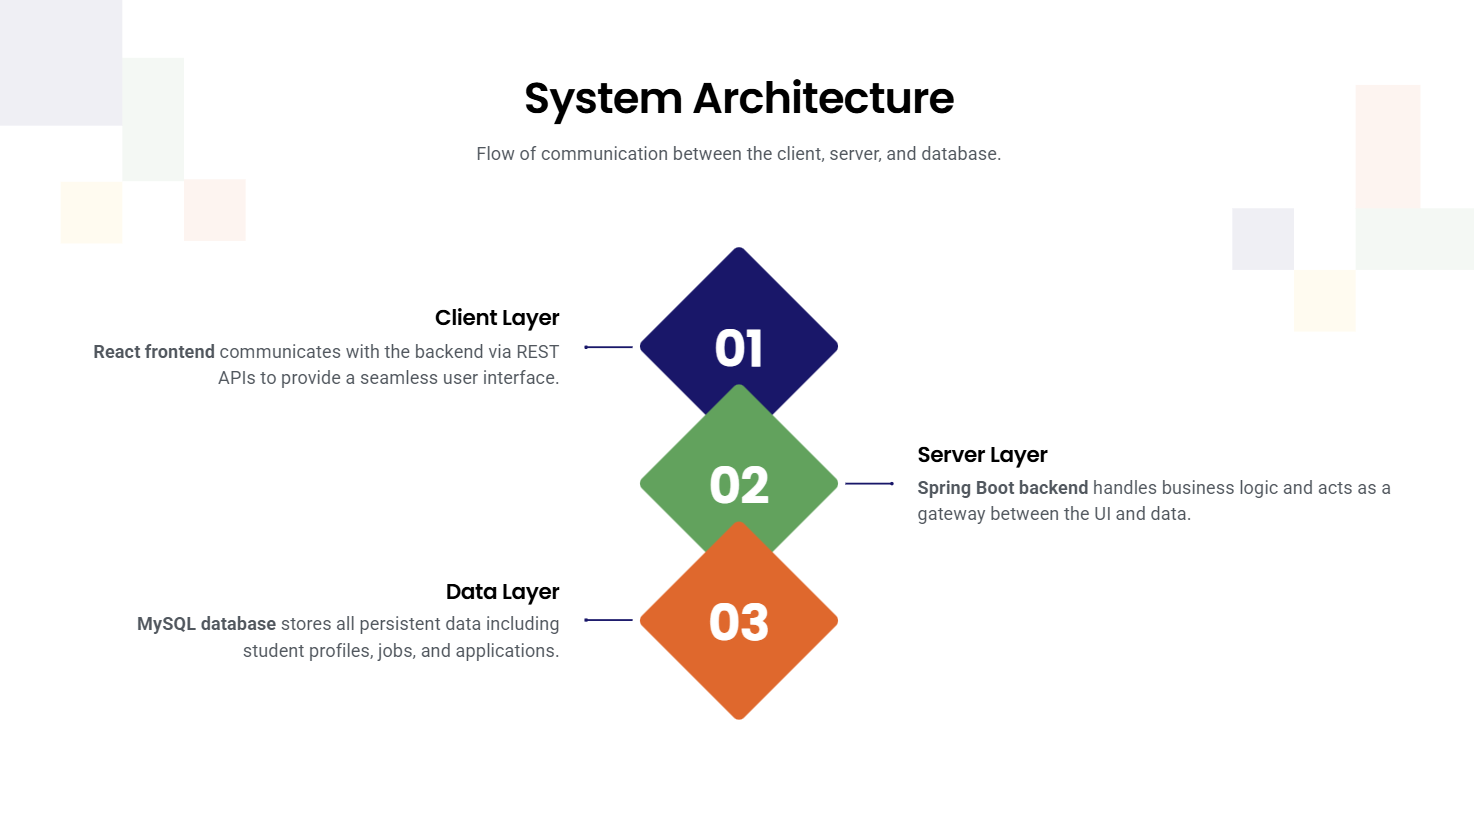 System Architecture
Flow of communication between the client, server, and database.
01
Client Layer
React frontend communicates with the backend via REST
APIs to provide a seamless user interface.
02
Server Layer
Spring Boot backend handles business logic and acts as a
gateway between the UI and data.
03
Data Layer
MySQL database stores all persistent data including
student profiles, jobs, and applications.